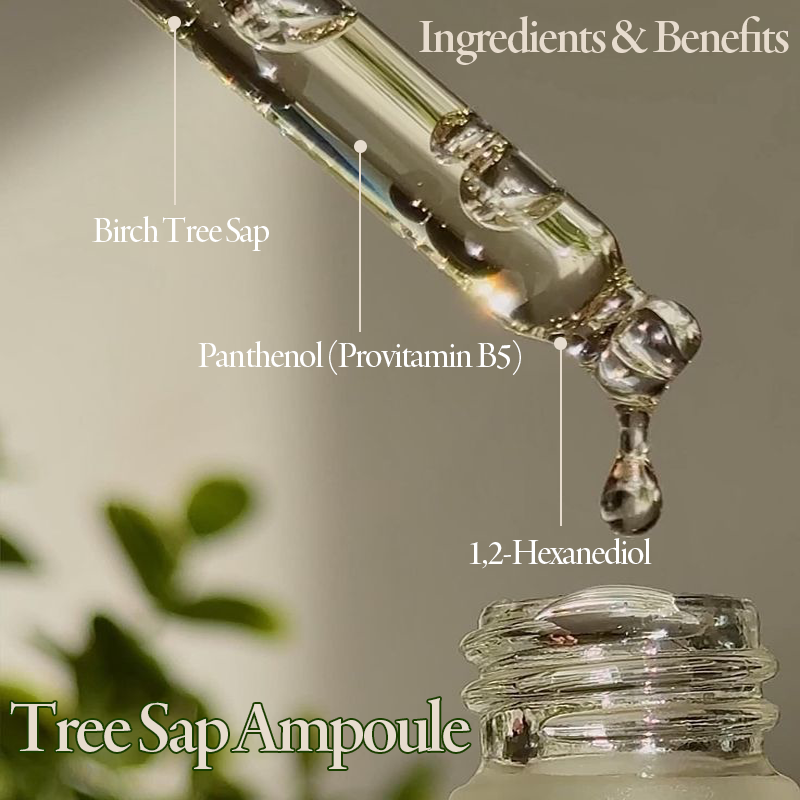 Ingredients & Benefits
Birch Tree Sap
Panthenol (Provitamin B5)
1,2-Hexanediol
Tree Sap Ampoule